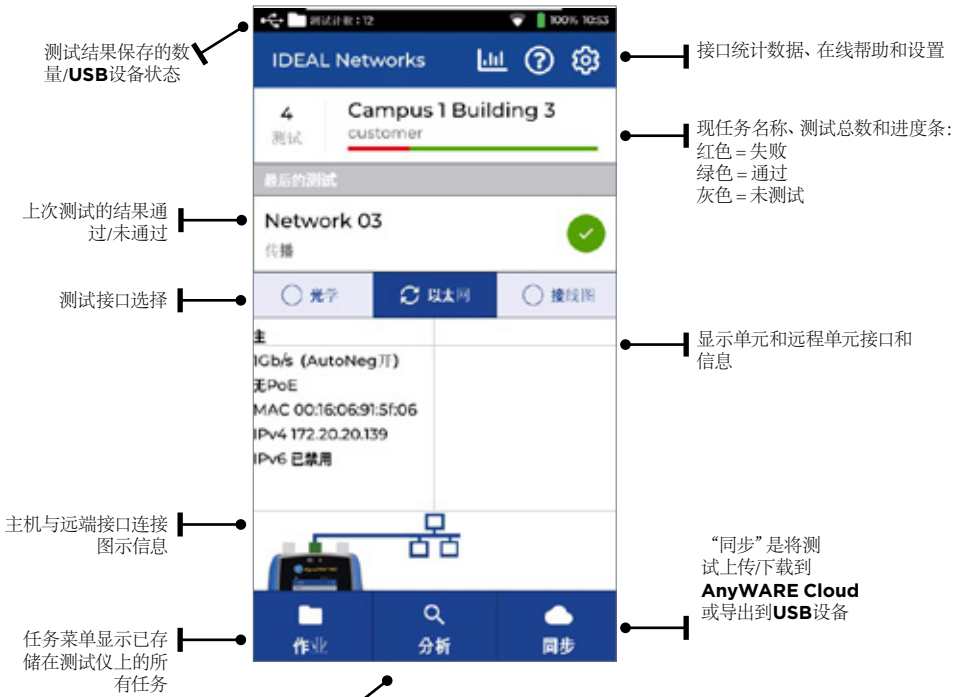 测试结果保存的数
量/USB设备状态
测试计数:12
100% 10:53
接口统计数据、在线帮助和设置
IDEAL Networks
4
测试
Campus 1 Building 3
customer
现任务名称、测试总数和进度条:
红色 = 失败
绿色 = 通过
灰色 = 未测试
最后的测试
上次测试的结果通
过/未通过
Network 03
传播
测试接口选择
光学
以太网
接线图
显示单元和远程单元接口和
信息
主
1Gb/s (AutoNeg开)
无PoE
MAC 00:16:06:91:5f:06
IPv4 172.20.20.139
IPv6 已禁用
主机与远端接口连接
图示信息
“同步”是将测
试上传/下载到
AnyWARE Cloud
或导出到USB设备
任务菜单显示已存
储在测试仪上的所
有任务
作业
分析
同步